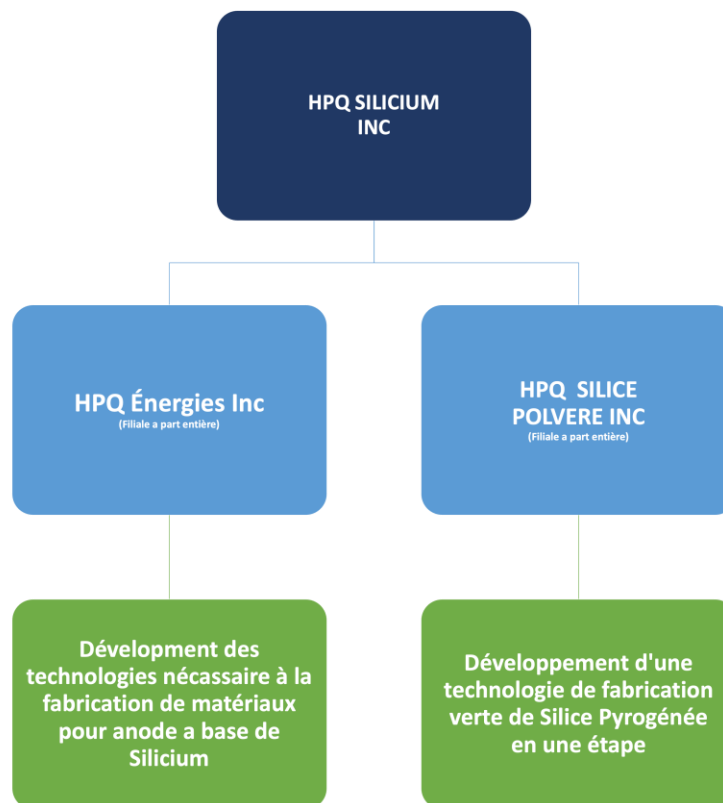 HPQ SILICIUM
INC
HPQ Énergies Inc
(Filiale a part entière)
HPQ SILICE
POLVERE INC
(Filiale a part entière)
Dévelopment des
technologies nécassaire à la
fabrication de matériaux
pour anode a base de
Silicium
Développement d'une
technologie de fabrication
verte de Silice Pyrogénée
en une étape